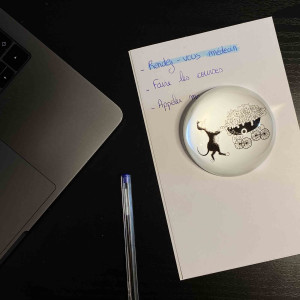 - Rendez-vous médecin
- Faire les courses
- Appeler